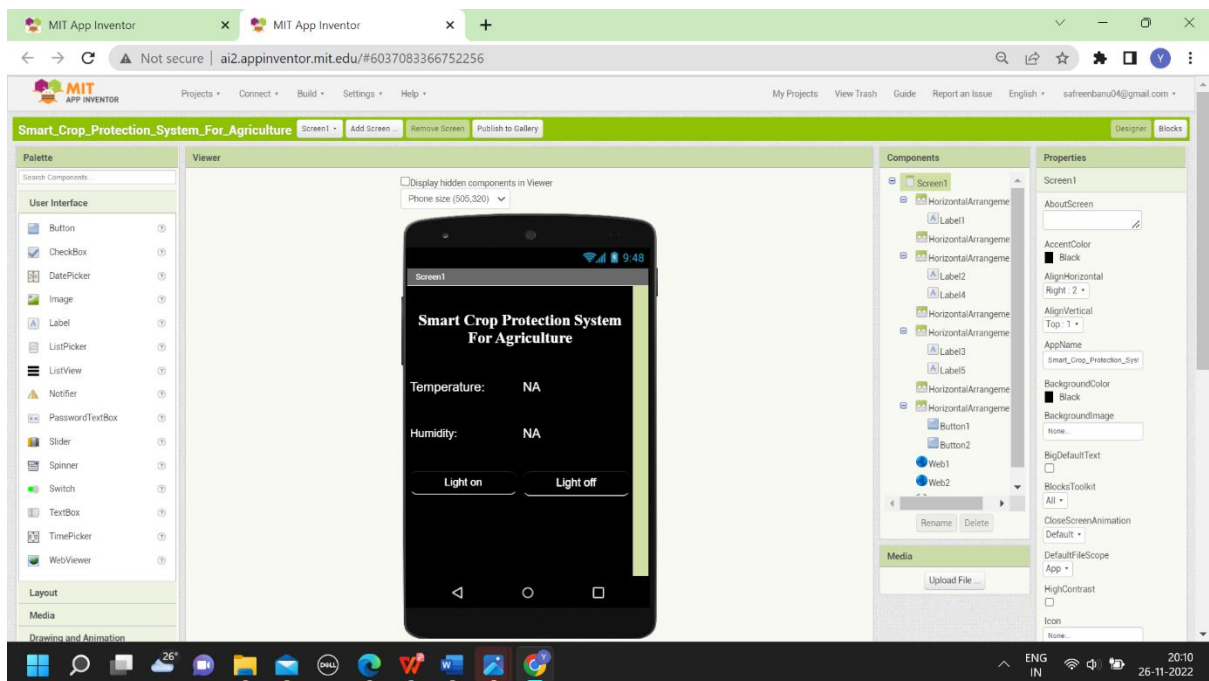 MIT App Inventor
MIT App Inventor
Not secure | ai2.appinventor.mit.edu/#6037083366752256
Y
MIT
APP INVENTOR
Projects
Connect
Build
Settings
Help
My Projects
View Trash
Guide
Report an Issue
English
safreenbanu04@gmail.com
Smart_Crop_Protection_System_For_Agriculture
Screen1
Add Screen ...
Remove Screen
Publish to Gallery
Designer
Blocks
Palette
Search Components...
User Interface
Button
CheckBox
DatePicker
Image
Label
ListPicker
ListView
Notifier
PasswordTextBox
Slider
Spinner
Switch
TextBox
TimePicker
WebViewer
Layout
Media
Drawing and Animation
Viewer
Display hidden components in Viewer
Phone size (505,320)
9:48
Screen1
Smart Crop Protection System
For Agriculture
Temperature: NA
Humidity: NA
Light on
Light off
Components
Screen1
HorizontalArrangeme
Label1
HorizontalArrangeme
HorizontalArrangeme
Label2
Label4
HorizontalArrangeme
HorizontalArrangeme
Label3
Label5
HorizontalArrangeme
HorizontalArrangeme
Button1
Button2
Web1
Web2
Rename
Delete
Media
Upload File ...
Properties
Screen1
AboutScreen
AccentColor
Black
AlignHorizontal
Right : 2
AlignVertical
Top : 1
AppName
Smart_Crop_Protection_Syst
BackgroundColor
Black
BackgroundImage
None...
BigDefaultText
BlocksToolkit
All
CloseScreenAnimation
Default
DefaultFileScope
App
HighContrast
Icon
None...
26°
DELL
W
Y
ENG
IN
20:10
26-11-2022